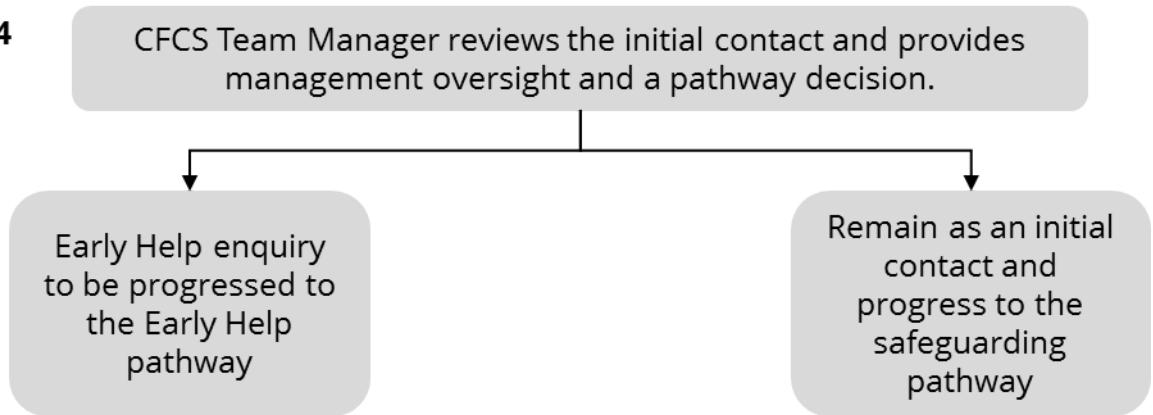 4
CFCS Team Manager reviews the initial contact and provides
management oversight and a pathway decision.
Early Help enquiry
to be progressed to
the Early Help
pathway
Remain as an initial
contact and
progress to the
safeguarding
pathway